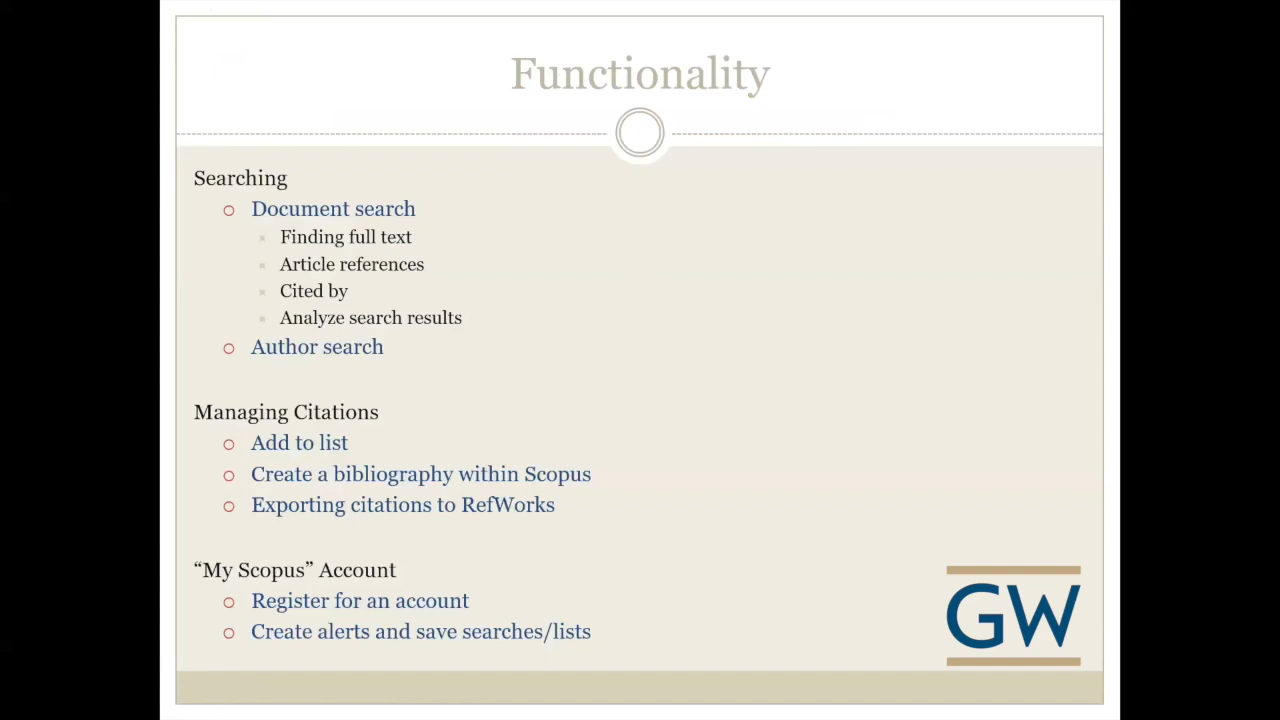 Functionality
Searching
Document search
Finding full text
Article references
Cited by
Analyze search results
Author search
Managing Citations
Add to list
Create a bibliography within Scopus
Exporting citations to RefWorks
“My Scopus” Account
Register for an account
Create alerts and save searches/lists
GW